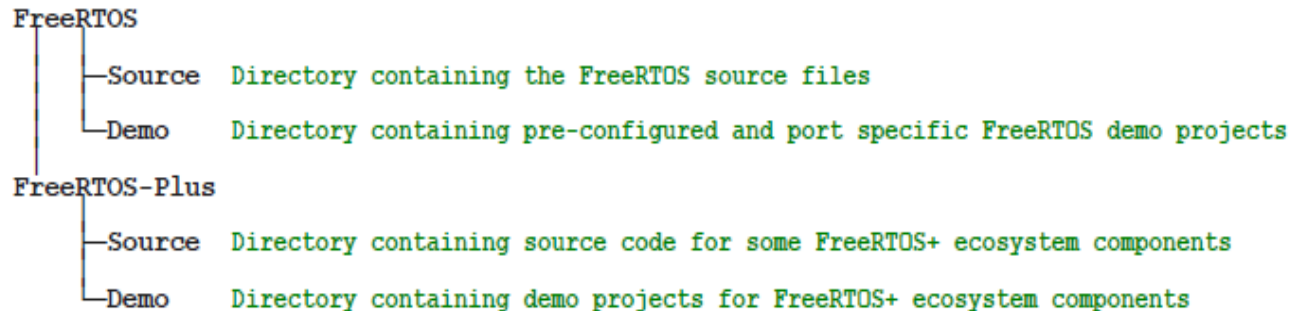 FreeRTOS
Source Directory containing the FreeRTOS source files
Demo Directory containing pre-configured and port specific FreeRTOS demo projects
FreeRTOS-Plus
Source Directory containing source code for some FreeRTOS+ ecosystem components
Demo Directory containing demo projects for FreeRTOS+ ecosystem components